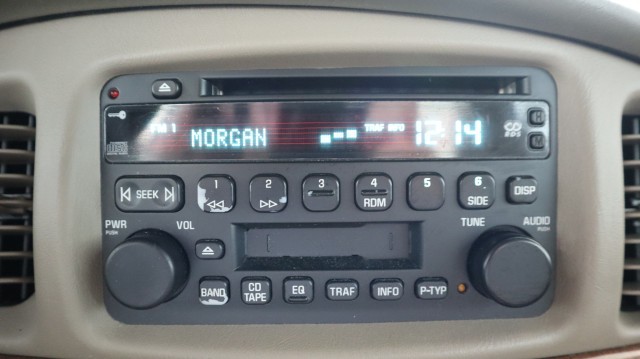 FM 1 MORGAN TRAF INFO 12:14
H
M
SEEK 1 2 3 4 RDM 5 6 SIDE DISP
PWR PUSH VOL TUNE AUDIO PUSH
BAND CD TAPE EQ TRAF INFO P-TYP